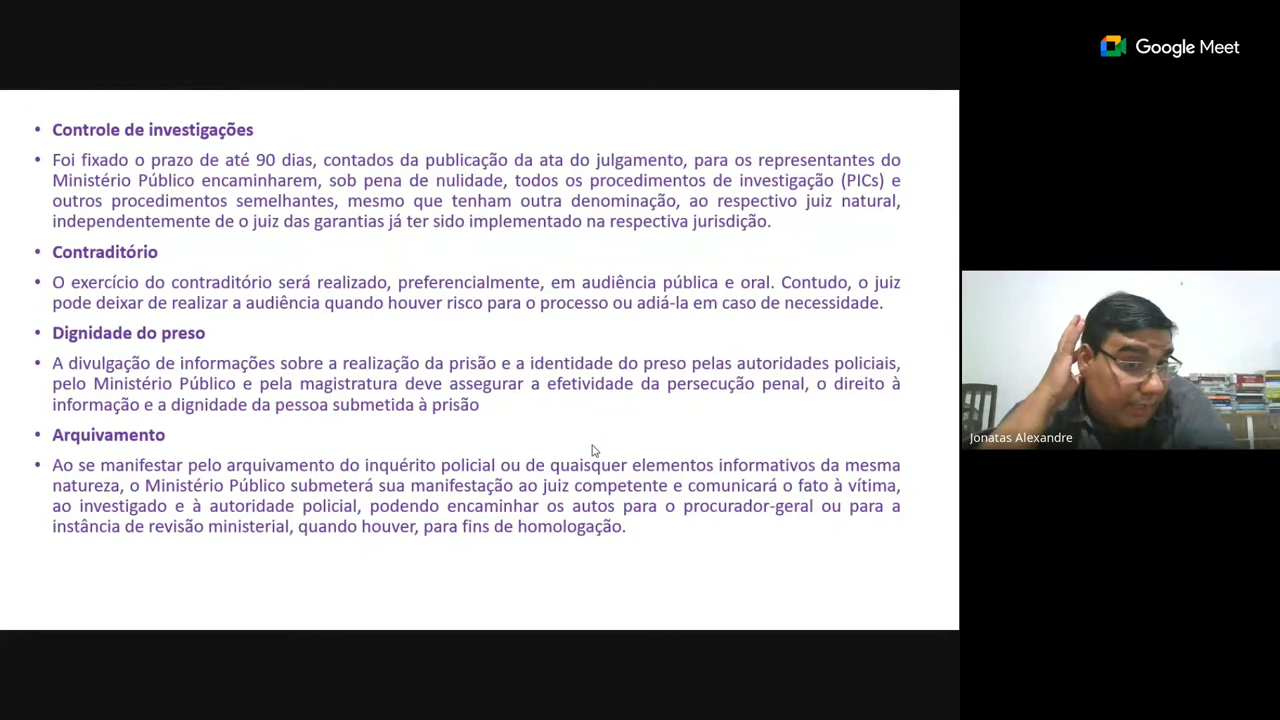 Google Meet
• Controle de investigações
• Foi fixado o prazo de até 90 dias, contados da publicação da ata do julgamento, para os representantes do
Ministério Público encaminharem, sob pena de nulidade, todos os procedimentos de investigação (PICs) e
outros procedimentos semelhantes, mesmo que tenham outra denominação, ao respectivo juiz natural,
independentemente de o juiz das garantias já ter sido implementado na respectiva jurisdição.
• Contraditório
• O exercício do contraditório será realizado, preferencialmente, em audiência pública e oral. Contudo, o juiz
pode deixar de realizar a audiência quando houver risco para o processo ou adiá-la em caso de necessidade.
• Dignidade do preso
• A divulgação de informações sobre a realização da prisão e a identidade do preso pelas autoridades policiais,
pelo Ministério Público e pela magistratura deve assegurar a efetividade da persecução penal, o direito à
informação e a dignidade da pessoa submetida à prisão
• Arquivamento
• Ao se manifestar pelo arquivamento do inquérito policial ou de quaisquer elementos informativos da mesma
natureza, o Ministério Público submeterá sua manifestação ao juiz competente e comunicará o fato à vítima,
ao investigado e à autoridade policial, podendo encaminhar os autos para o procurador-geral ou para a
instância de revisão ministerial, quando houver, para fins de homologação.
Jonatas Alexandre